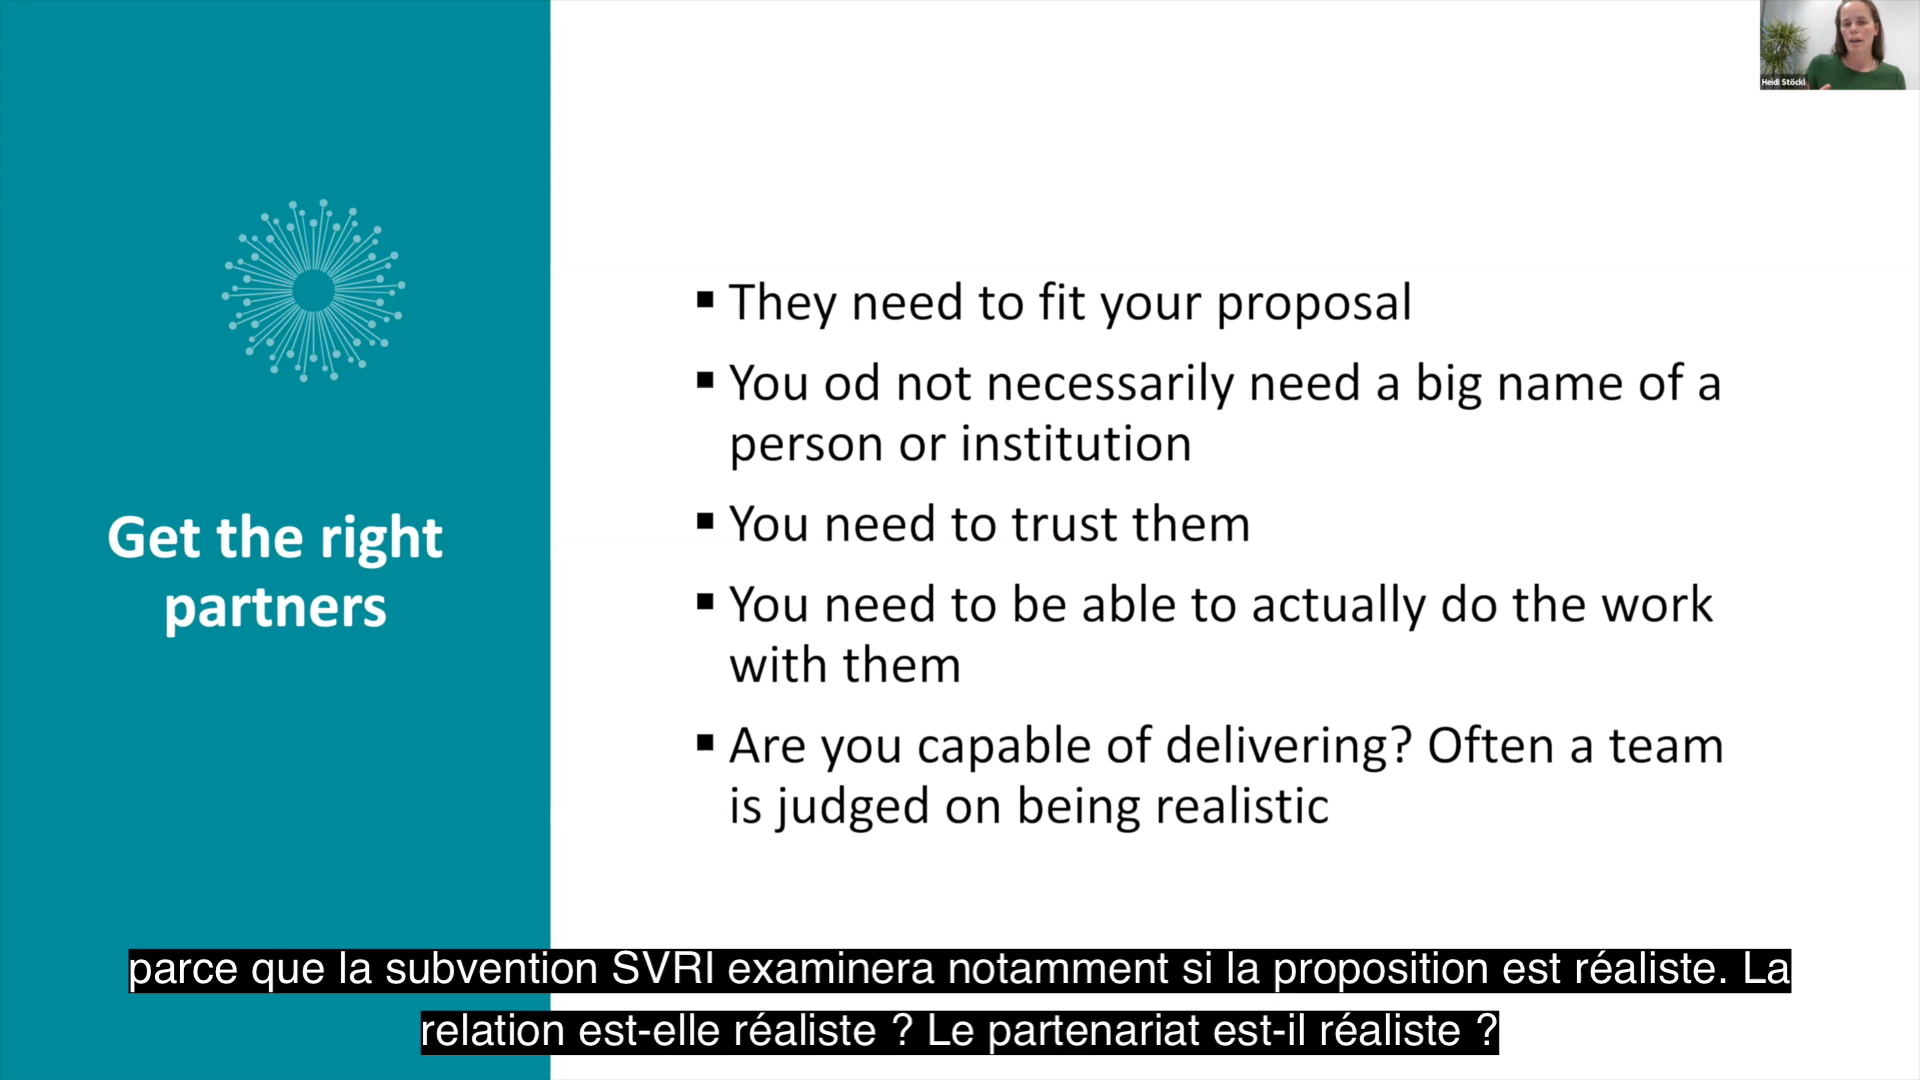 Heidi Stöckl
Get the right
partners
▪ They need to fit your proposal
▪ You od not necessarily need a big name of a
person or institution
▪ You need to trust them
▪ You need to be able to actually do the work
with them
▪ Are you capable of delivering? Often a team
is judged on being realistic
parce que la subvention SVRI examinera notamment si la proposition est réaliste. La
relation est-elle réaliste ? Le partenariat est-il réaliste ?